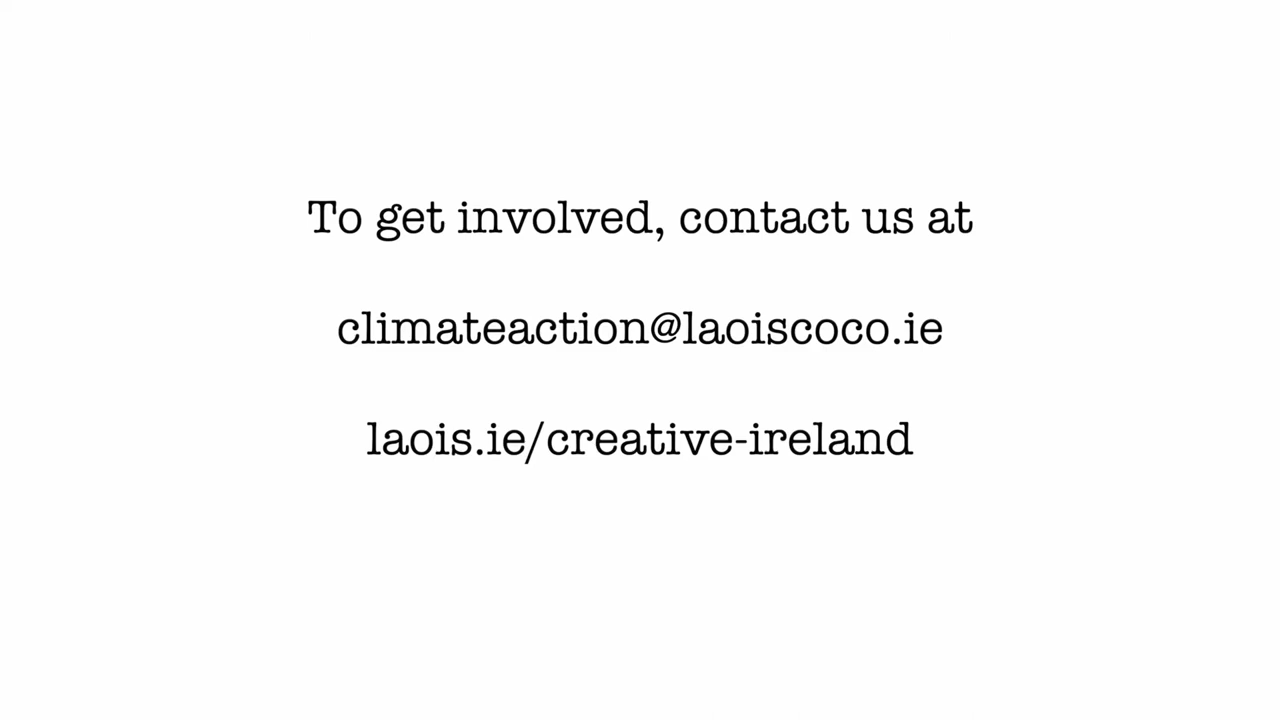 To get involved, contact us at
climateaction@laoiscoco.ie
laois.ie/creative-ireland